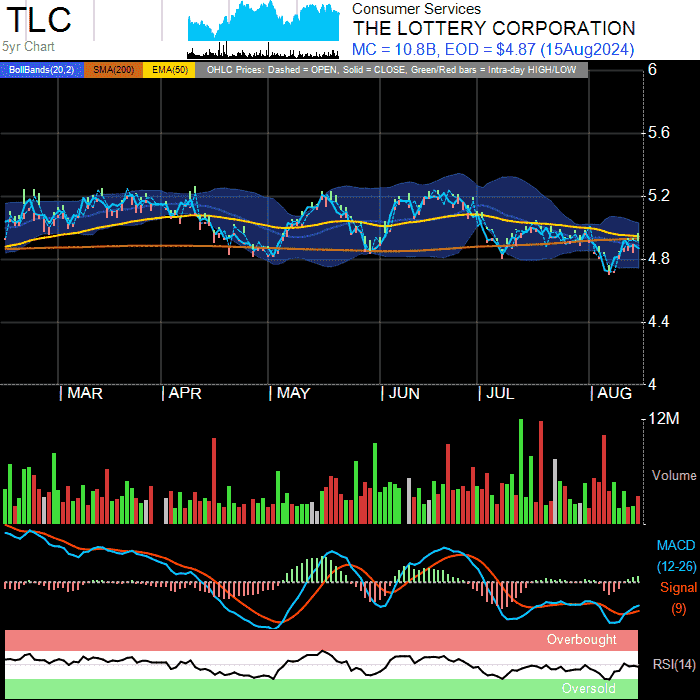 TLC
5yr Chart
Consumer Services
THE LOTTERY CORPORATION
MC = 10.8B, EOD = $4.87 (15Aug2024)
BollBands(20,2) SMA(200) EMA(50) OHLC Prices: Dashed = OPEN, Solid = CLOSE, Green/Red bars = Intra-day HIGH/LOW
6
5.6
5.2
4.8
4.4
4
MAR APR MAY JUN JUL AUG
12M
Volume
MACD
(12-26)
Signal
(9)
Overbought
RSI(14)
Oversold